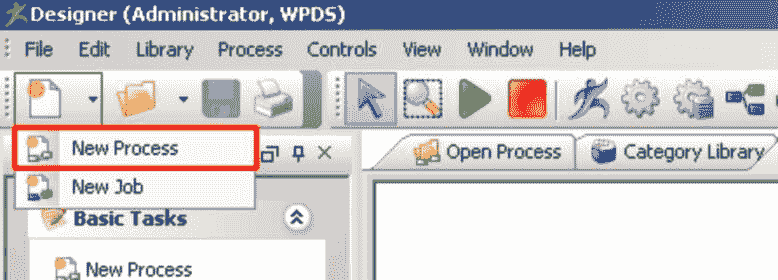 Designer (Administrator, WPDS)
File Edit Library Process Controls View Window Help
New Process
Open Process Category Library
New Job
Basic Tasks
New Process